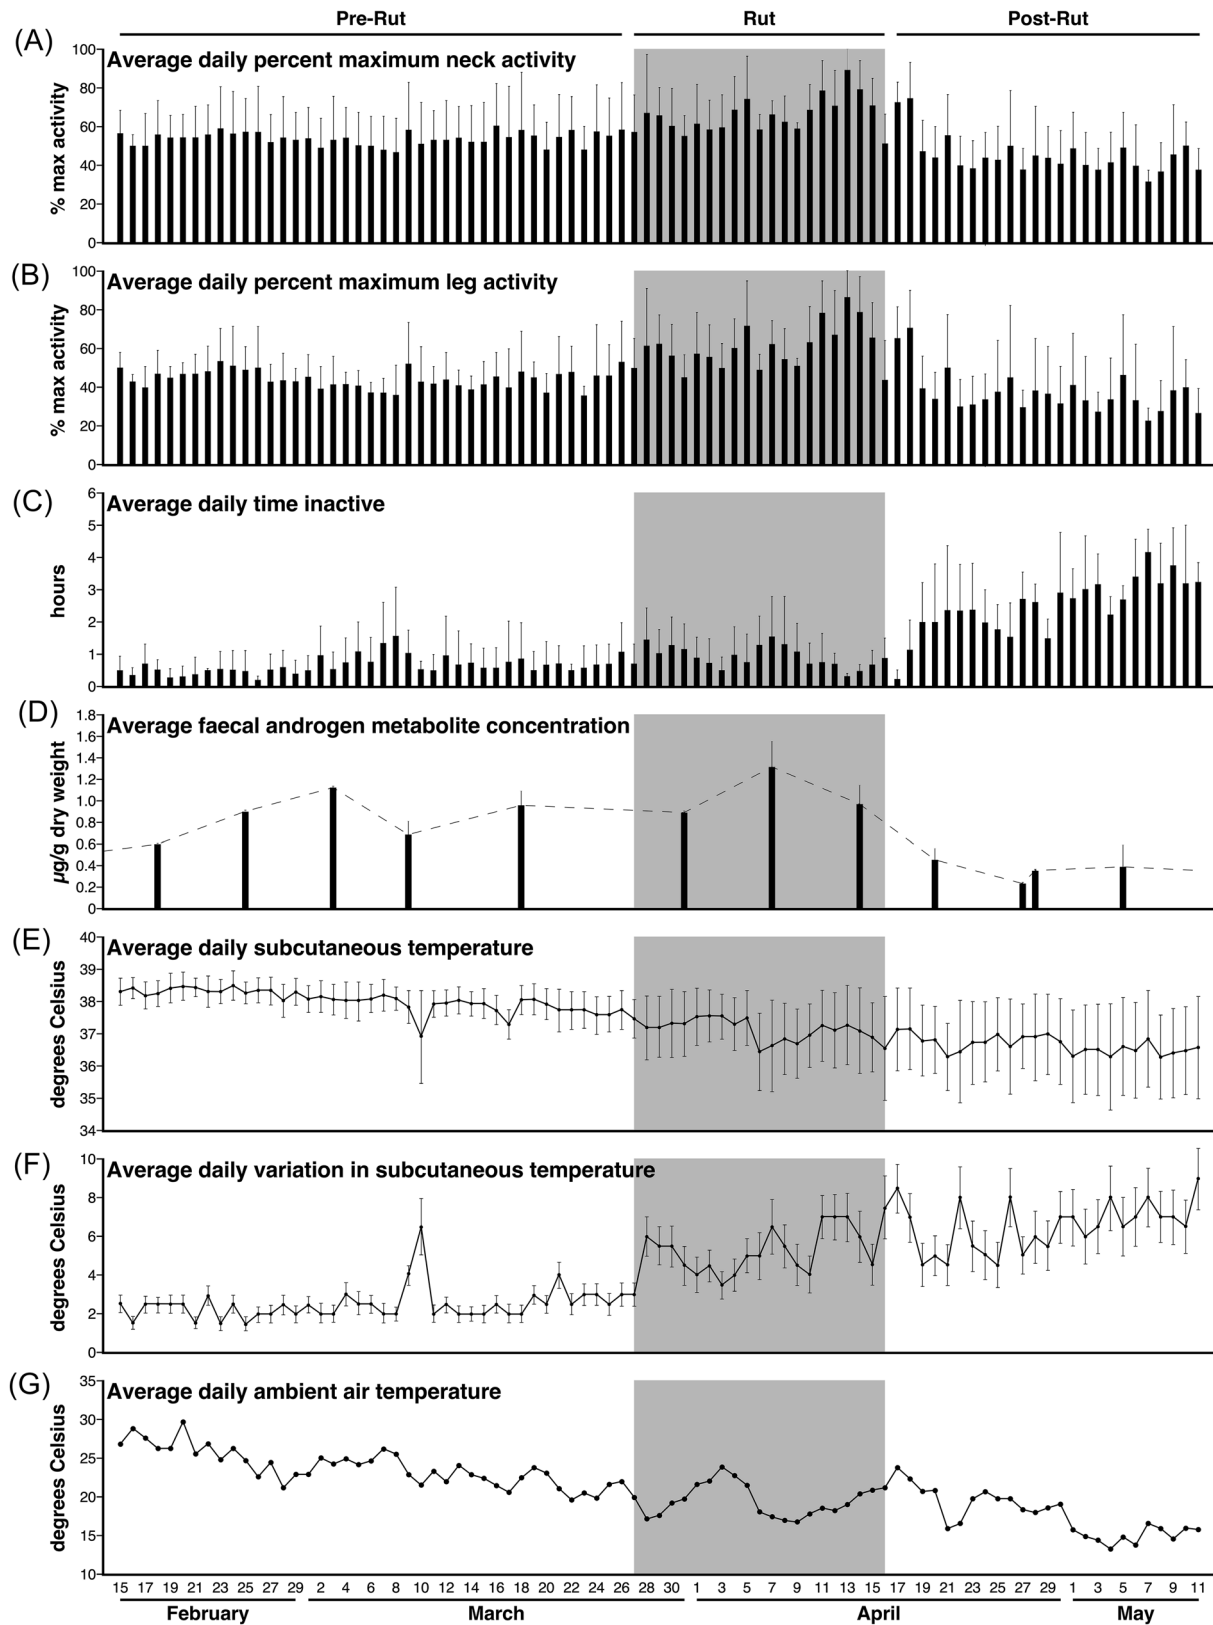 Pre-Rut Rut Post-Rut
(A) Average daily percent maximum neck activity
% max activity
100
80
60
40
20
0
(B) Average daily percent maximum leg activity
% max activity
100
80
60
40
20
0
(C) Average daily time inactive
hours
6
5
4
3
2
1
0
(D) Average faecal androgen metabolite concentration
µg/g dry weight
1.8
1.6
1.4
1.2
1.0
0.8
0.6
0.4
0.2
0
(E) Average daily subcutaneous temperature
degrees Celsius
40
39
38
37
36
35
34
(F) Average daily variation in subcutaneous temperature
degrees Celsius
10
8
6
4
2
0
(G) Average daily ambient air temperature
degrees Celsius
35
30
25
20
15
10
15 17 19 21 23 25 27 29 2 4 6 8 10 12 14 16 18 20 22 24 26 28 30 1 3 5 7 9 11 13 15 17 19 21 23 25 27 29 1 3 5 7 9 11
February March April May